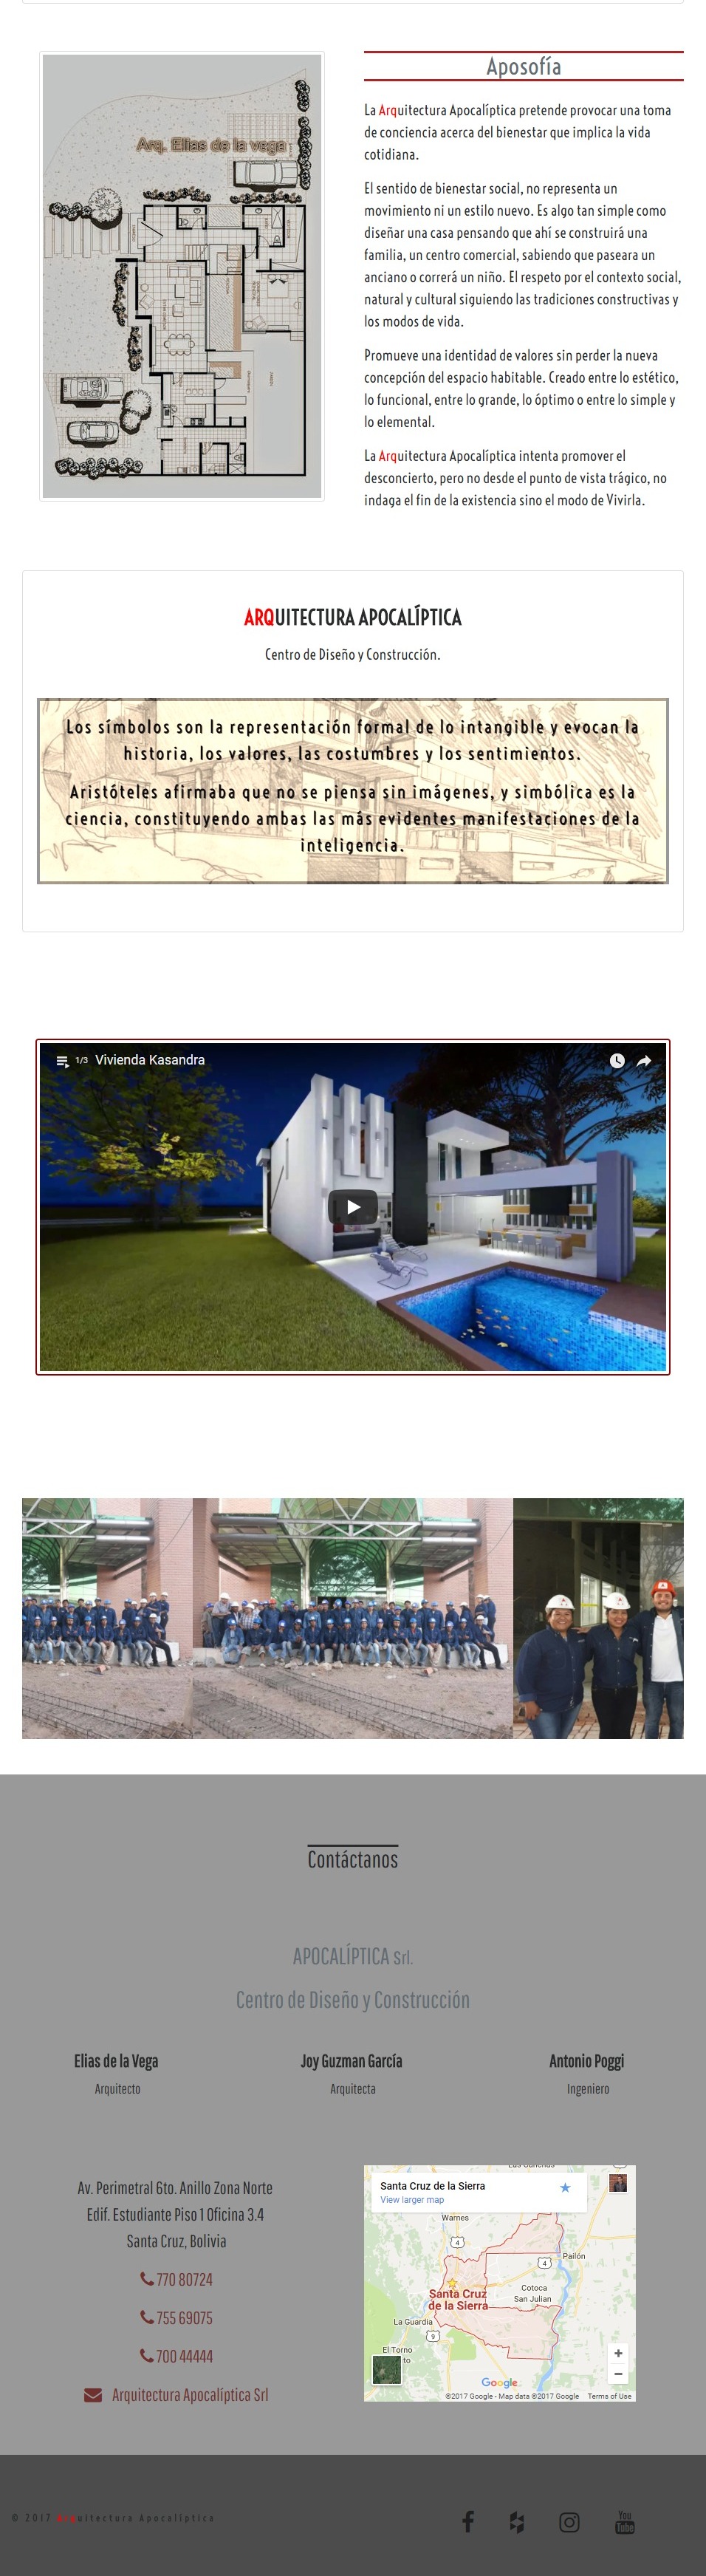 Arq. Elias de la vega
Aposofía
La Arquitectura Apocalíptica pretende provocar una toma
de conciencia acerca del bienestar que implica la vida
cotidiana.
El sentido de bienestar social, no representa un
movimiento ni un estilo nuevo. Es algo tan simple como
diseñar una casa pensando que ahí se construirá una
familia, un centro comercial, sabiendo que paseara un
anciano o correrá un niño. El respeto por el contexto social,
natural y cultural siguiendo las tradiciones constructivas y
los modos de vida.
Promueve una identidad de valores sin perder la nueva
concepción del espacio habitable. Creado entre lo estético,
lo funcional, entre lo grande, lo óptimo o entre lo simple y
lo elemental.
La Arquitectura Apocalíptica intenta promover el
desconcierto, pero no desde el punto de vista trágico, no
indaga el fin de la existencia sino el modo de Vivirla.
ARQUITECTURA APOCALÍPTICA
Centro de Diseño y Construcción.
Los símbolos son la representación formal de lo intangible y evocan la
historia, los valores, las costumbres y los sentimientos.
Aristóteles afirmaba que no se piensa sin imágenes, y simbólica es la
ciencia, constituyendo ambas las más evidentes manifestaciones de la
inteligencia.
1/3 Vivienda Kasandra
Contáctanos
APOCALÍPTICA srl.
Centro de Diseño y Construcción
Elias de la Vega
Arquitecto
Joy Guzman García
Arquitecta
Antonio Poggi
Ingeniero
Av. Perimetral 6to. Anillo Zona Norte
Edif. Estudiante Piso 1 Oficina 3.4
Santa Cruz, Bolivia
770 80724
755 69075
700 44444
Arquitectura Apocalíptica Srl
Santa Cruz de la Sierra
View larger map
Warnes
4
4
Pailón
Cotoca
San Julian
Santa Cruz
de la Sierra
La Guardia
9
El Torno
Google
©2017 Google - Map data ©2017 Google Terms of Use
© 2017 Arquitectura Apocalíptica
You
Tube